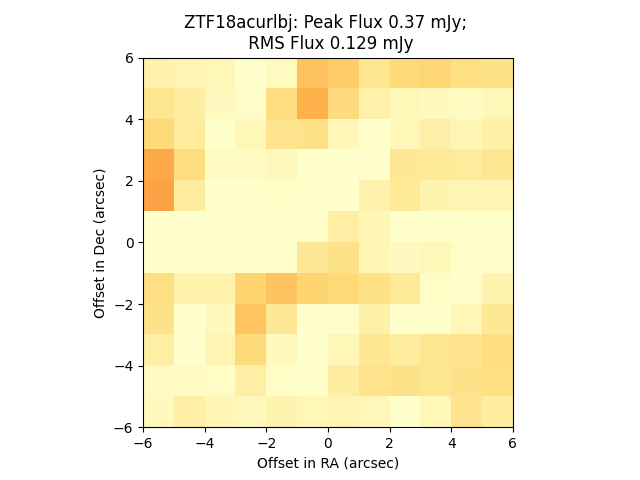 ZTF18acurlbj: Peak Flux 0.37 mJy;
RMS Flux 0.129 mJy
6
4
2
0
−2
−4
−6
Offset in Dec (arcsec)
−6 −4 −2 0 2 4 6
Offset in RA (arcsec)